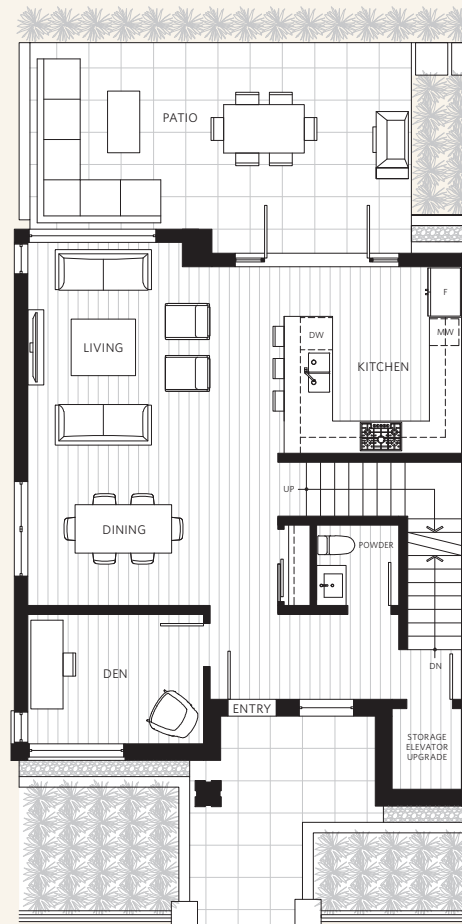 PATIO
F
DW
MW
LIVING
KITCHEN
UP
DINING
POWDER
DN
DEN
ENTRY
STORAGE
ELEVATOR
UPGRADE